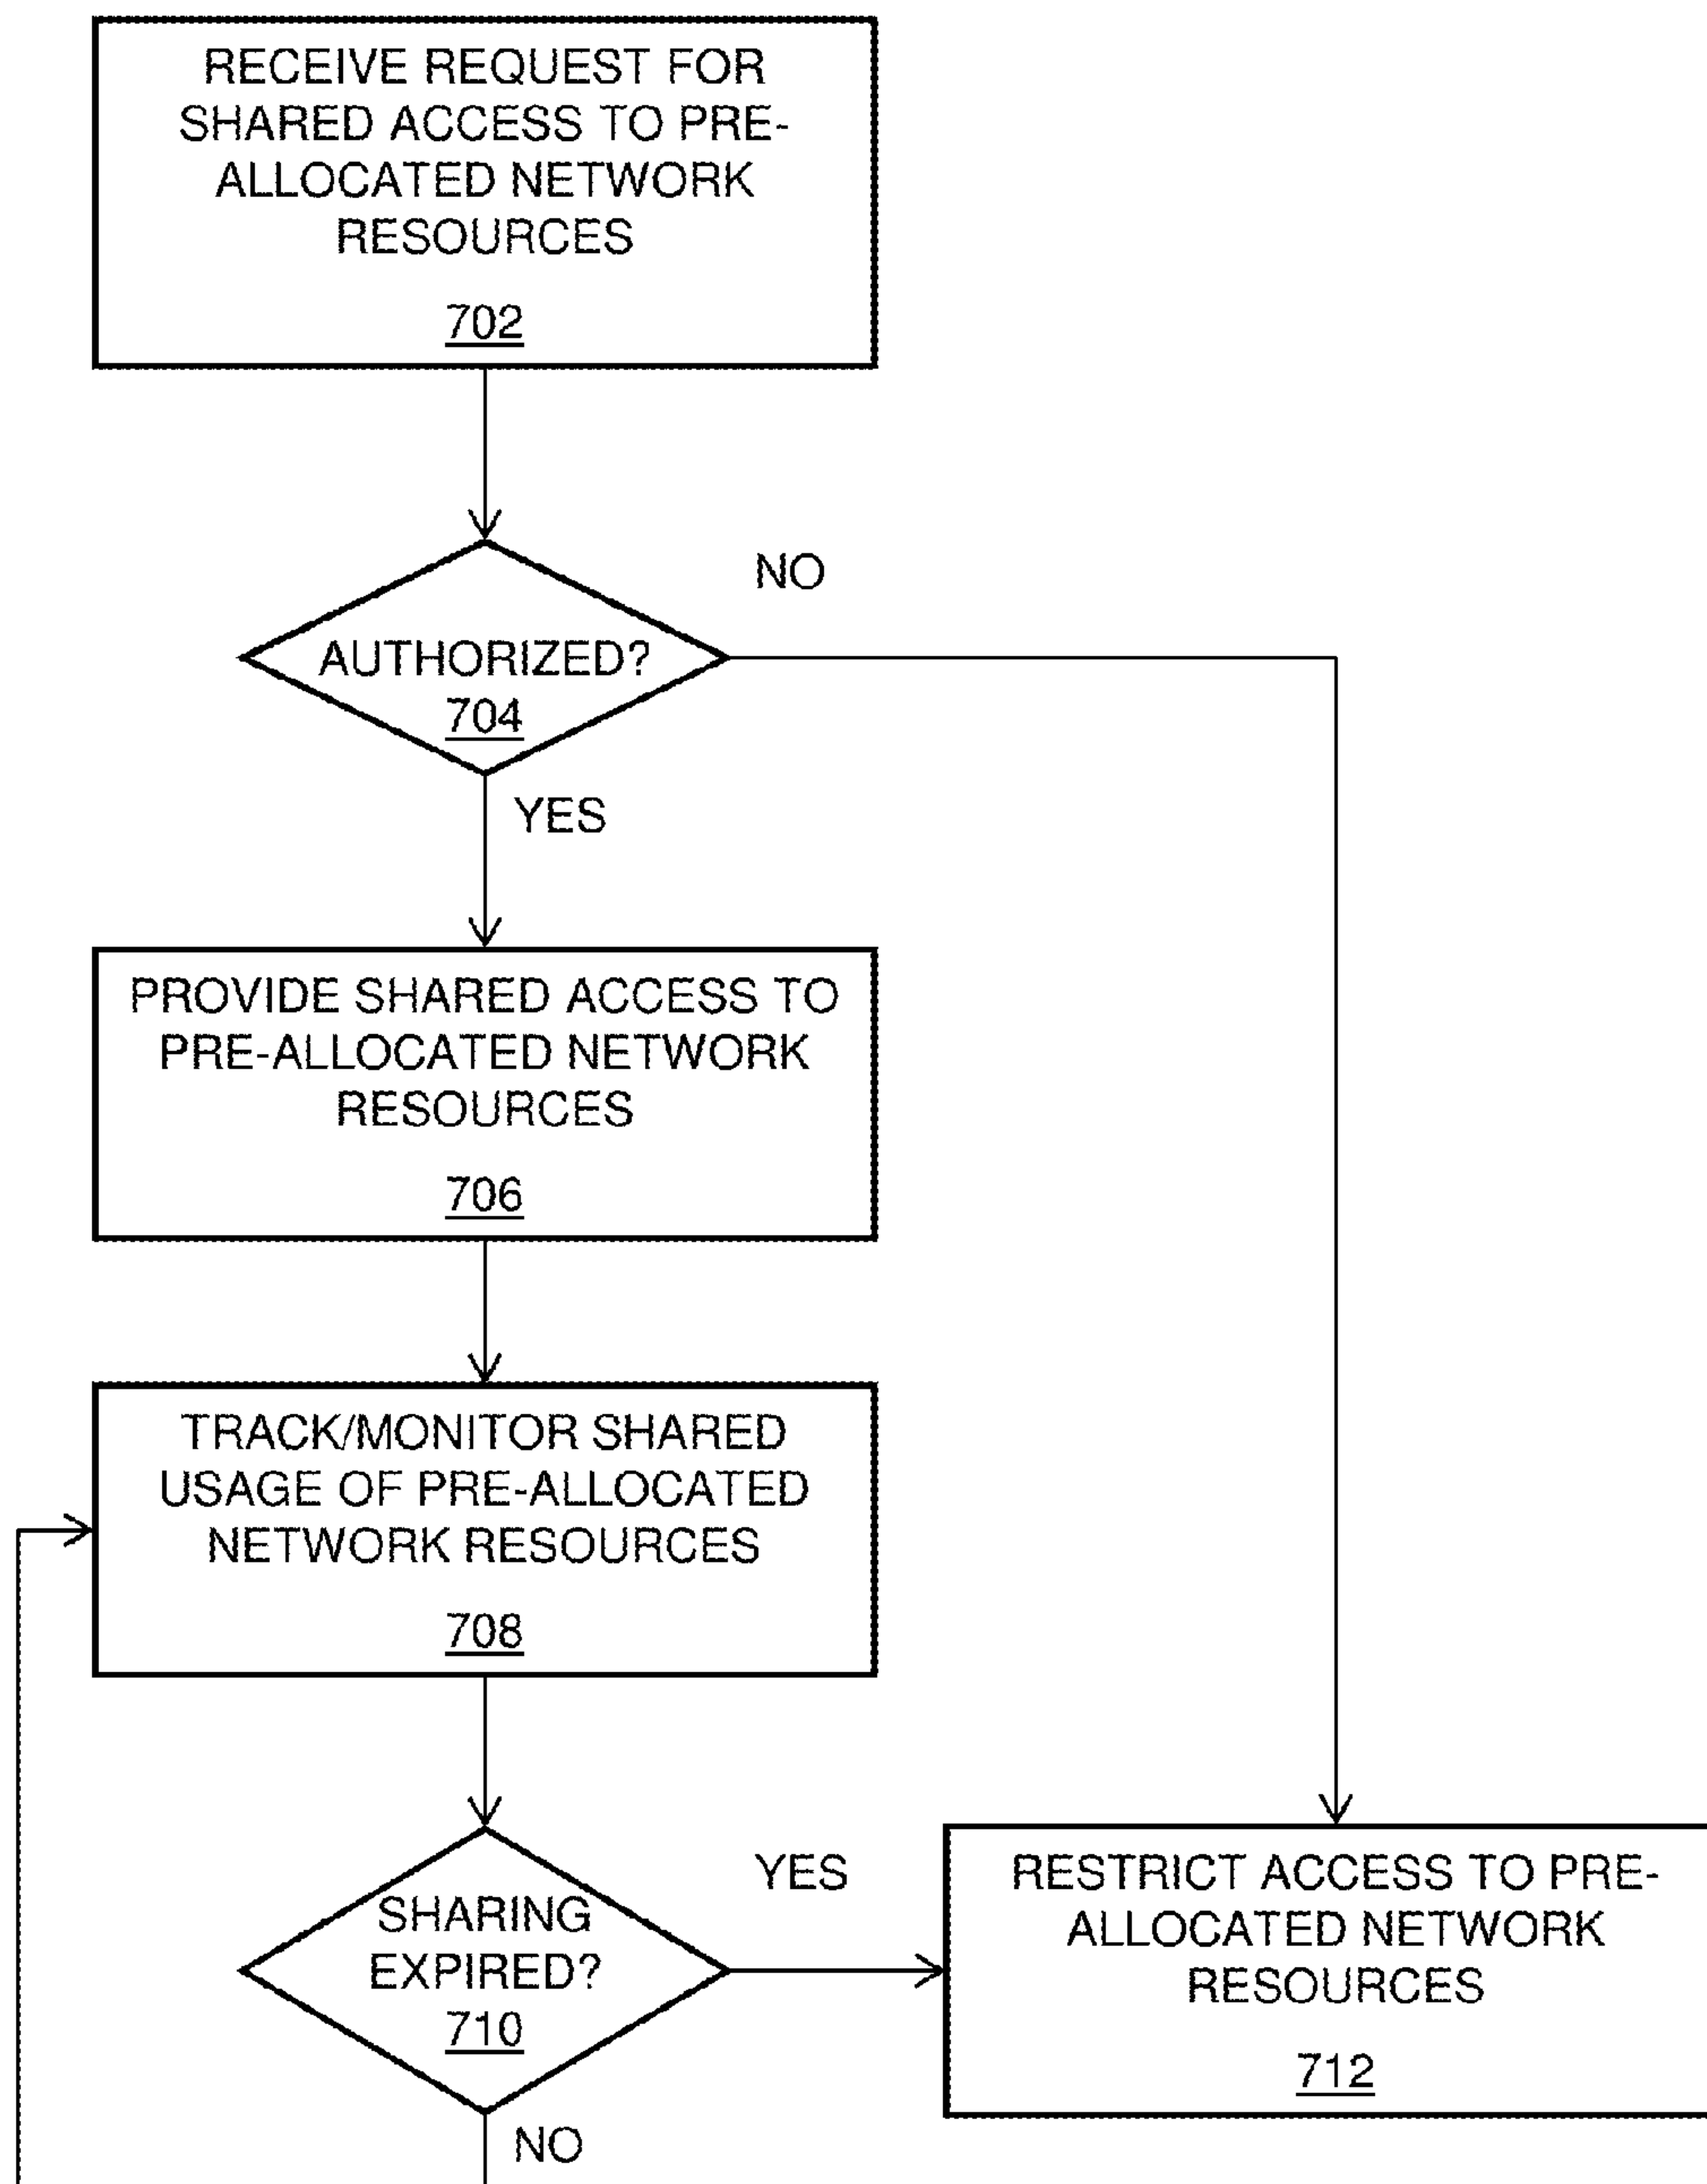 RECEIVE REQUEST FOR
SHARED ACCESS TO PRE-
ALLOCATED NETWORK
RESOURCES
702
NO
AUTHORIZED?
704
YES
PROVIDE SHARED ACCESS TO
PRE-ALLOCATED NETWORK
RESOURCES
706
TRACK/MONITOR SHARED
USAGE OF PRE-ALLOCATED
NETWORK RESOURCES
708
SHARING
EXPIRED?
710
YES
RESTRICT ACCESS TO PRE-
ALLOCATED NETWORK
RESOURCES
712
NO